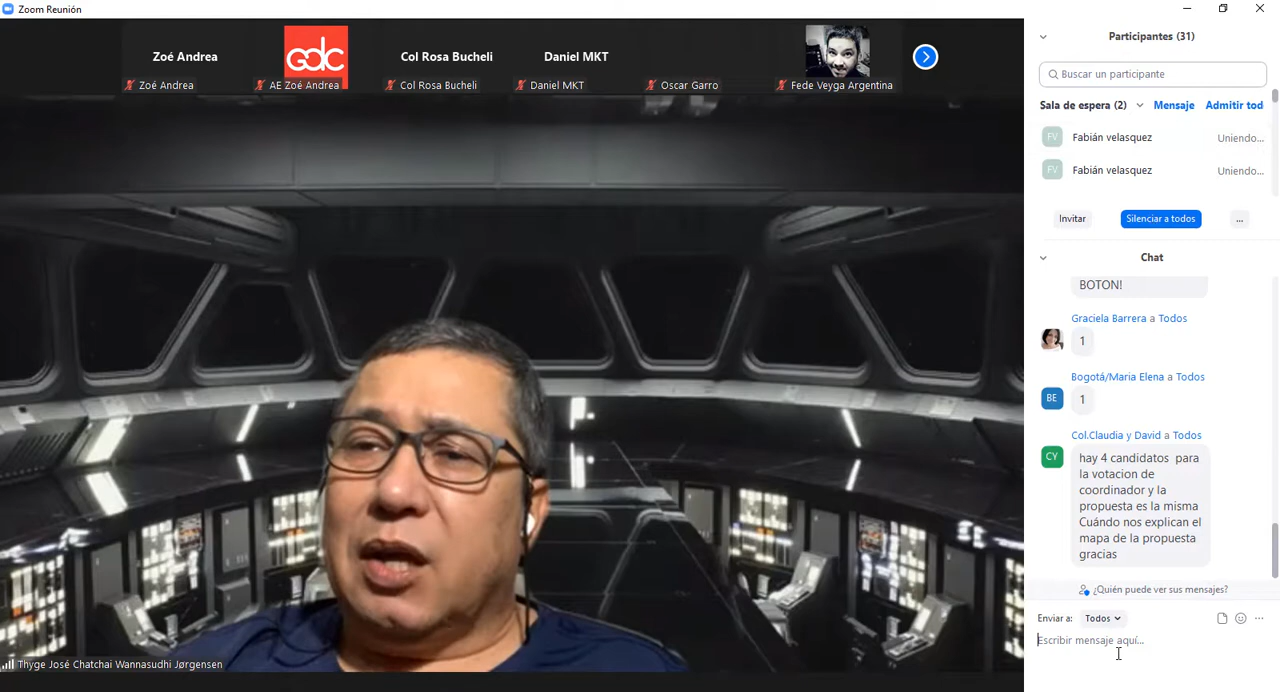 Zoom Reunión
Zoé Andrea
GDC
Col Rosa Bucheli
Daniel MKT
Zoé Andrea
AE Zoé Andrea
Col Rosa Bucheli
Daniel MKT
Oscar Garro
Fede Veyga Argentina
Thyge José Chatchai Wannasudhi Jørgensen
Participantes (31)
Buscar un participante
Sala de espera (2)
Mensaje
Admitir tod
FV
Fabián velasquez
Uniendo...
FV
Fabián velasquez
Uniendo...
Invitar
Silenciar a todos
...
Chat
BOTON!
Graciela Barrera a Todos
1
Bogotá/Maria Elena a Todos
BE
1
Col.Claudia y David a Todos
CY
hay 4 candidatos para
la votacion de
coordinador y la
propuesta es la misma
Cuándo nos explican el
mapa de la propuesta
gracias
¿Quién puede ver sus mensajes?
Enviar a:
Todos
Escribir mensaje aquí...